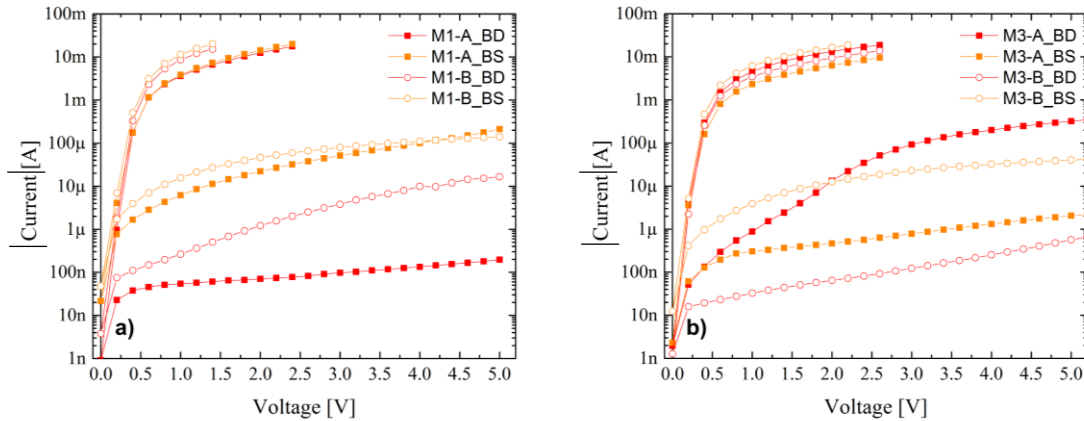 100m
10m
1m
100µ
10µ
1µ
100n
10n
1n
|Current| [A]
M1-A_BD
M1-A_BS
M1-B_BD
M1-B_BS
a)
0.0 0.5 1.0 1.5 2.0 2.5 3.0 3.5 4.0 4.5 5.0
Voltage [V]
100m
10m
1m
100µ
10µ
1µ
100n
10n
1n
|Current| [A]
M3-A_BD
M3-A_BS
M3-B_BD
M3-B_BS
b)
0.0 0.5 1.0 1.5 2.0 2.5 3.0 3.5 4.0 4.5 5.0
Voltage [V]